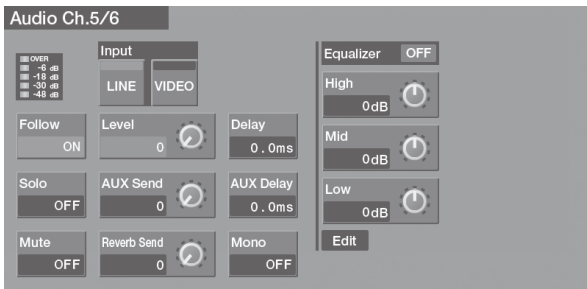 Audio Ch.5/6
OVER
-6 dB
-18 dB
-30 dB
-48 dB
Input
LINE
VIDEO
Follow
ON
Level
0
Delay
0.0ms
Solo
OFF
AUX Send
0
AUX Delay
0.0ms
Mute
OFF
Reverb Send
0
Mono
OFF
Equalizer OFF
High
0dB
Mid
0dB
Low
0dB
Edit